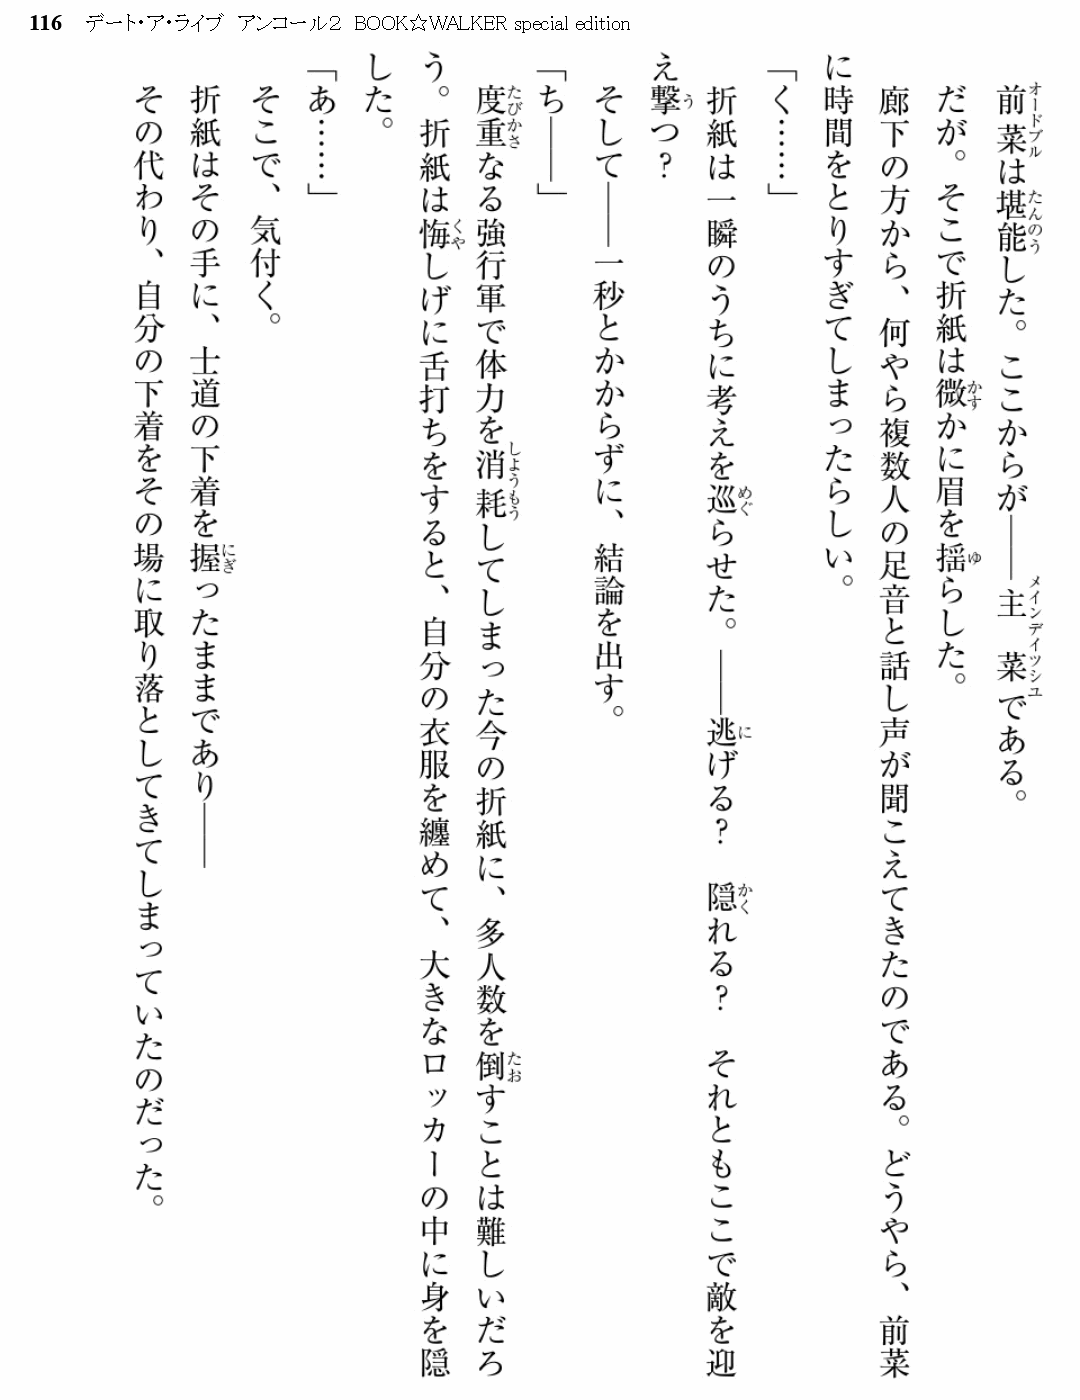 116 デート・ア・ライブ アンコール２ BOOK☆WALKER special edition
前菜は堪能した。ここからが――主菜である。
だが。そこで折紙は微かに眉を揺らした。
廊下の方から、何やら複数人の足音と話し声が聞こえてきたのである。どうやら、前菜
に時間をとりすぎてしまったらしい。
「く……」
折紙は一瞬のうちに考えを巡らせた。――逃げる？　隠れる？　それともここで敵を迎
え撃つ？
そして――一秒とかからずに、結論を出す。
「ち――」
度重なる強行軍で体力を消耗してしまった今の折紙に、多人数を倒すことは難しいだろ
う。折紙は悔しげに舌打ちをすると、自分の衣服を纏めて、大きなロッカーの中に身を隠
した。
「あ……」
そこで、気付く。
折紙はその手に、士道の下着を握ったままであり――
その代わり、自分の下着をその場に取り落としてきてしまっていたのだった。